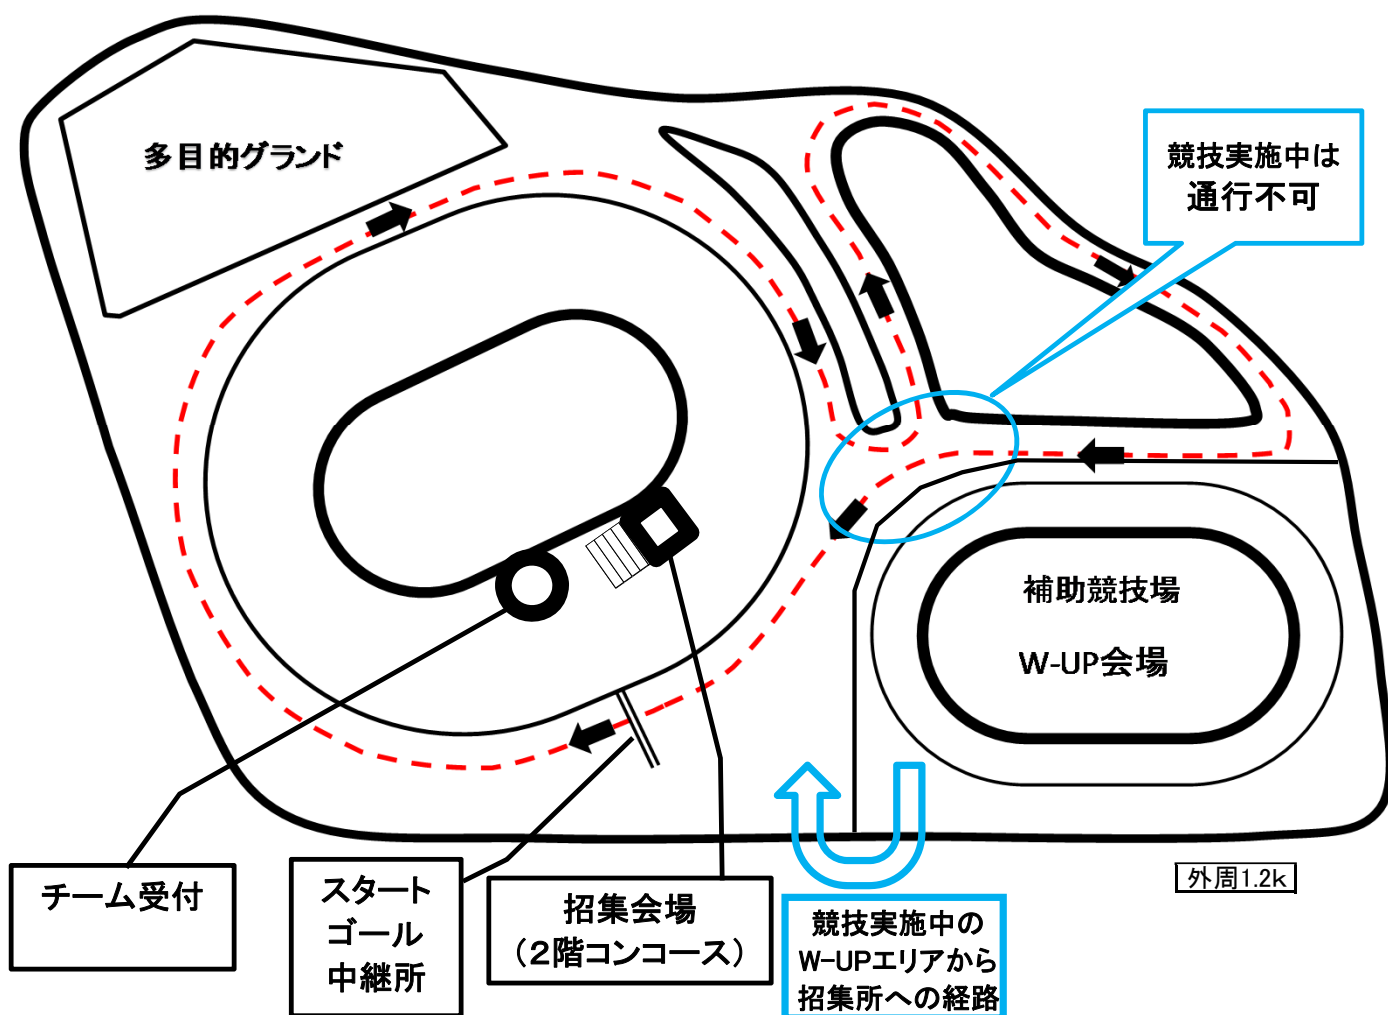 多目的グランド
競技実施中は
通行不可
補助競技場
W-UP会場
外周1.2k
チーム受付
スタート
ゴール
中継所
招集会場
（２階コンコース）
競技実施中の
W-UPエリアから
招集所への経路